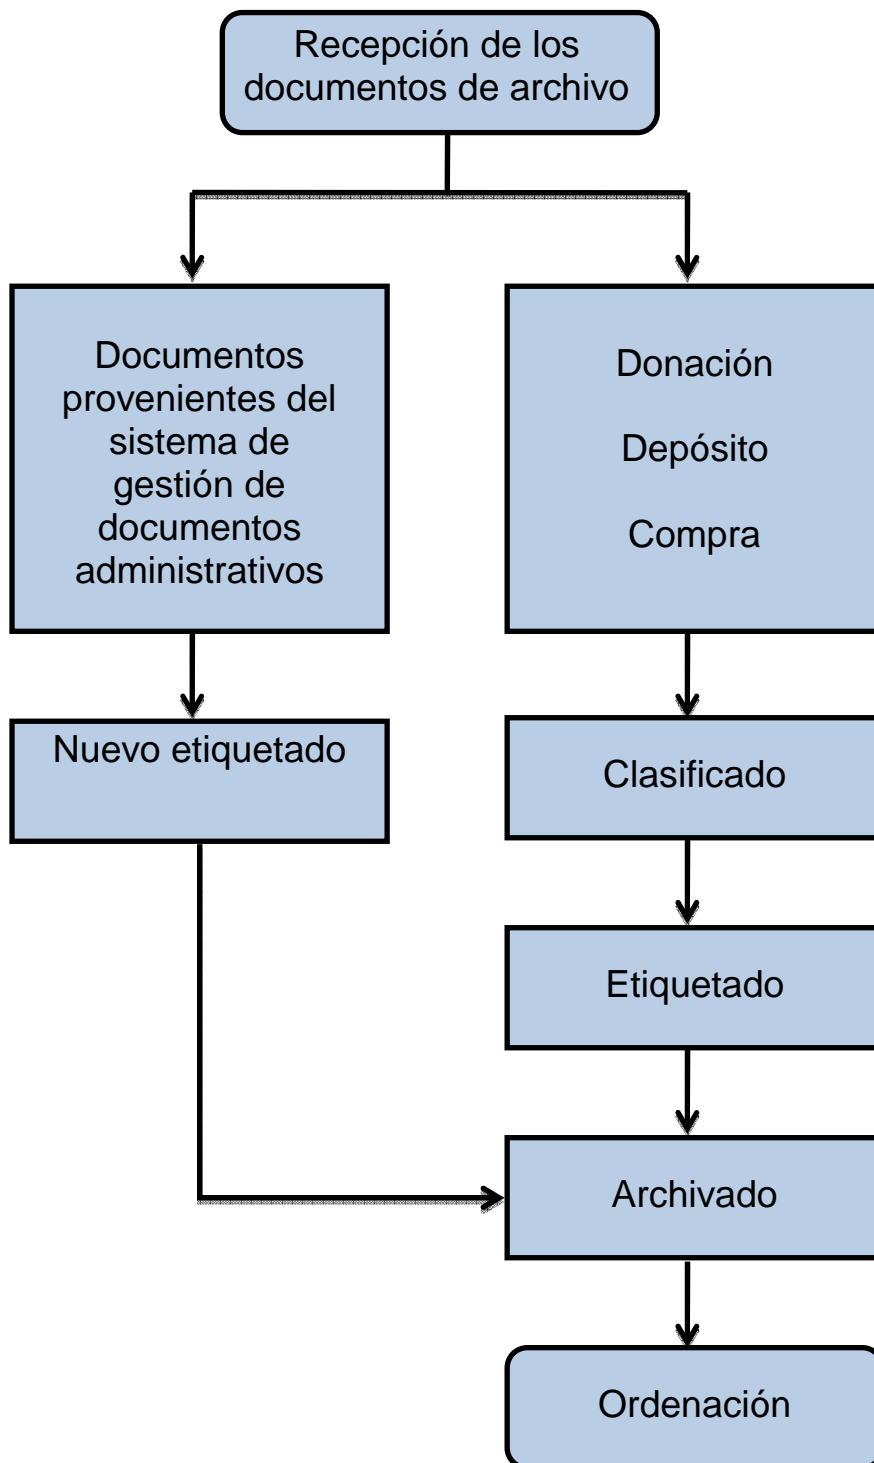 Recepción de los
documentos de archivo
Documentos
provenientes del
sistema de
gestión de
documentos
administrativos
Donación
Depósito
Compra
Nuevo etiquetado
Clasificado
Etiquetado
Archivado
Ordenación